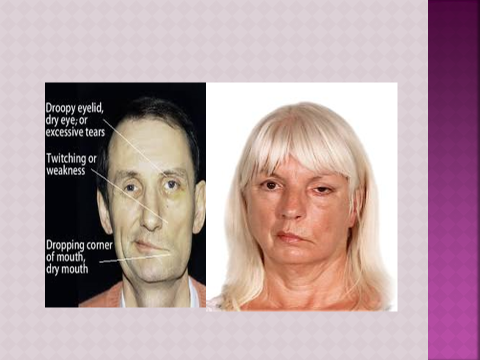 Droopy eyelid,
dry eye, or
excessive tears
Twitching or
weakness
Dropping corner
of mouth,
dry mouth